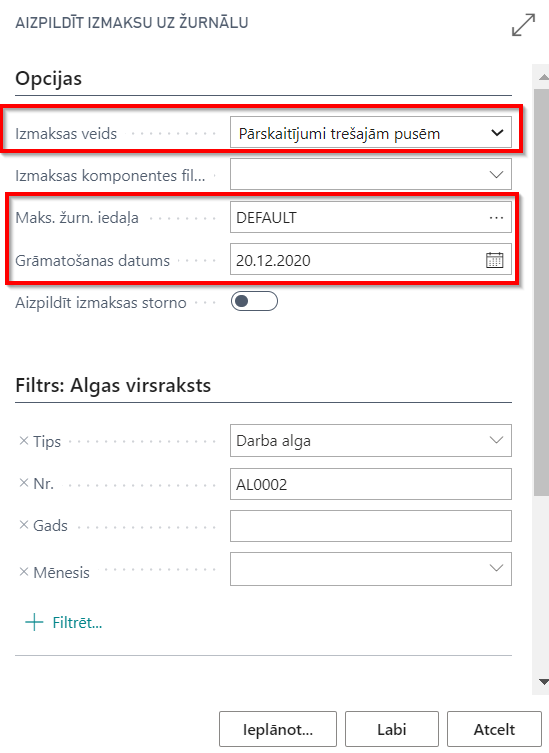 AIZPILDĪT IZMAKSU UZ ŽURNĀLU
Opcijas
Izmaksas veids Pārskaitījumi trešajām pusēm
Izmaksas komponentes fil...
Maks. žurn. iedaļa DEFAULT
Grāmatošanas datums 20.12.2020
Aizpildīt izmaksas storno
Filtrs: Algas virsraksts
Tips Darba alga
Nr. AL0002
Gads
Mēnesis
Filtrēt...
Ieplānot... Labi Atcelt